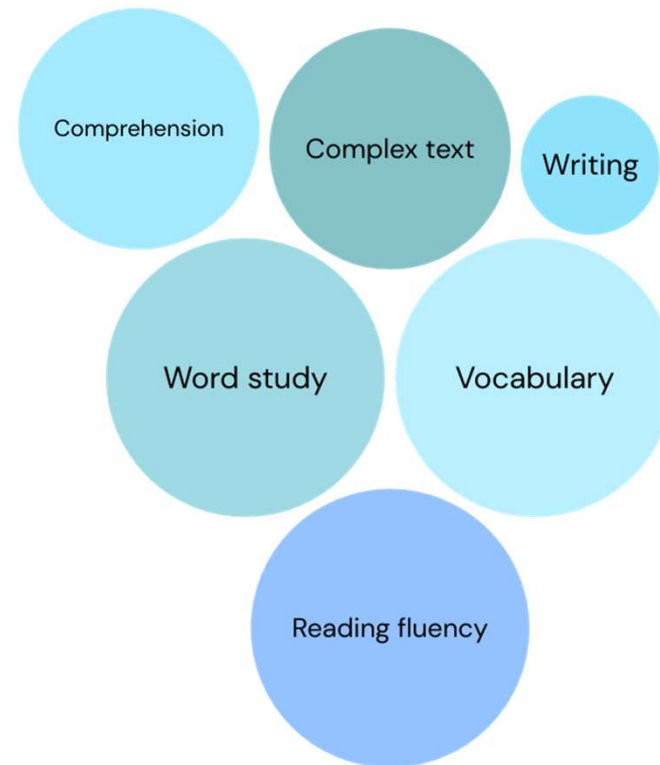 Comprehension
Complex text
Writing
Word study
Vocabulary
Reading fluency